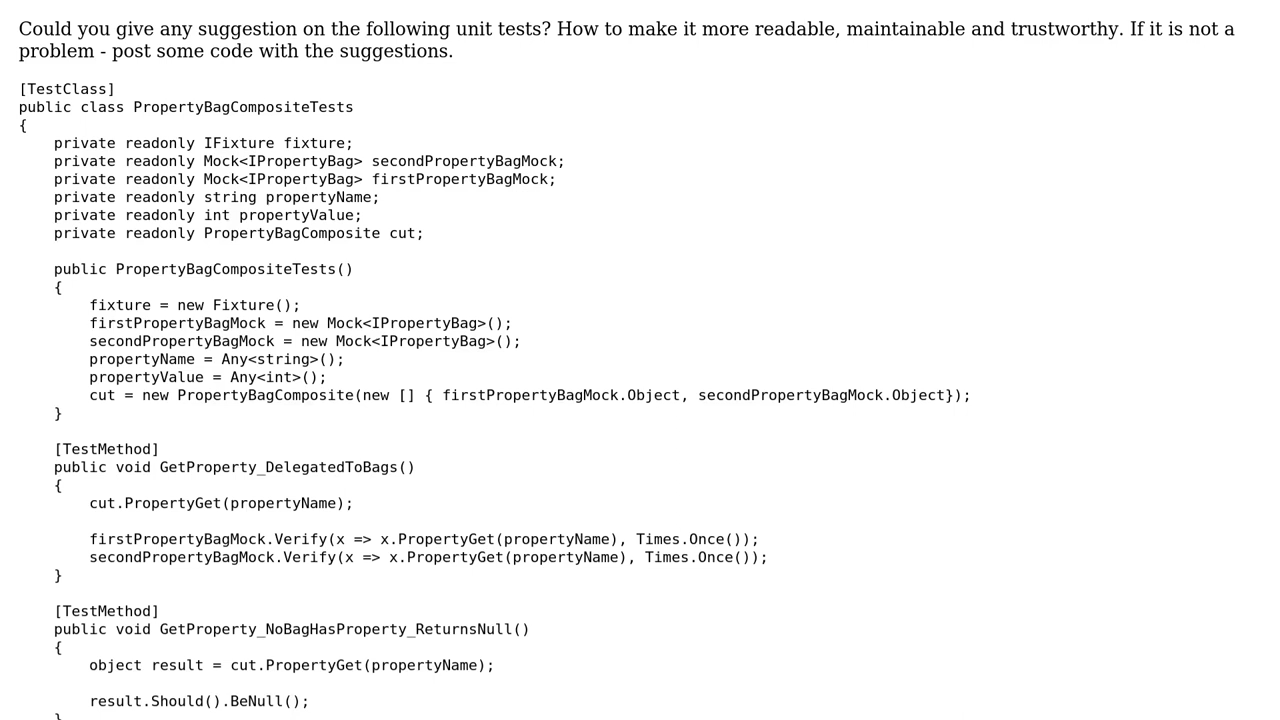 Could you give any suggestion on the following unit tests? How to make it more readable, maintainable and trustworthy. If it is not a
problem - post some code with the suggestions.
[TestClass]
public class PropertyBagCompositeTests
{
    private readonly IFixture fixture;
    private readonly Mock<IPropertyBag> secondPropertyBagMock;
    private readonly Mock<IPropertyBag> firstPropertyBagMock;
    private readonly string propertyName;
    private readonly int propertyValue;
    private readonly PropertyBagComposite cut;

    public PropertyBagCompositeTests()
    {
        fixture = new Fixture();
        firstPropertyBagMock = new Mock<IPropertyBag>();
        secondPropertyBagMock = new Mock<IPropertyBag>();
        propertyName = Any<string>();
        propertyValue = Any<int>();
        cut = new PropertyBagComposite(new [] { firstPropertyBagMock.Object, secondPropertyBagMock.Object});
    }

    [TestMethod]
    public void GetProperty_DelegatedToBags()
    {
        cut.PropertyGet(propertyName);

        firstPropertyBagMock.Verify(x => x.PropertyGet(propertyName), Times.Once());
        secondPropertyBagMock.Verify(x => x.PropertyGet(propertyName), Times.Once());
    }

    [TestMethod]
    public void GetProperty_NoBagHasProperty_ReturnsNull()
    {
        object result = cut.PropertyGet(propertyName);

        result.Should().BeNull();
    }